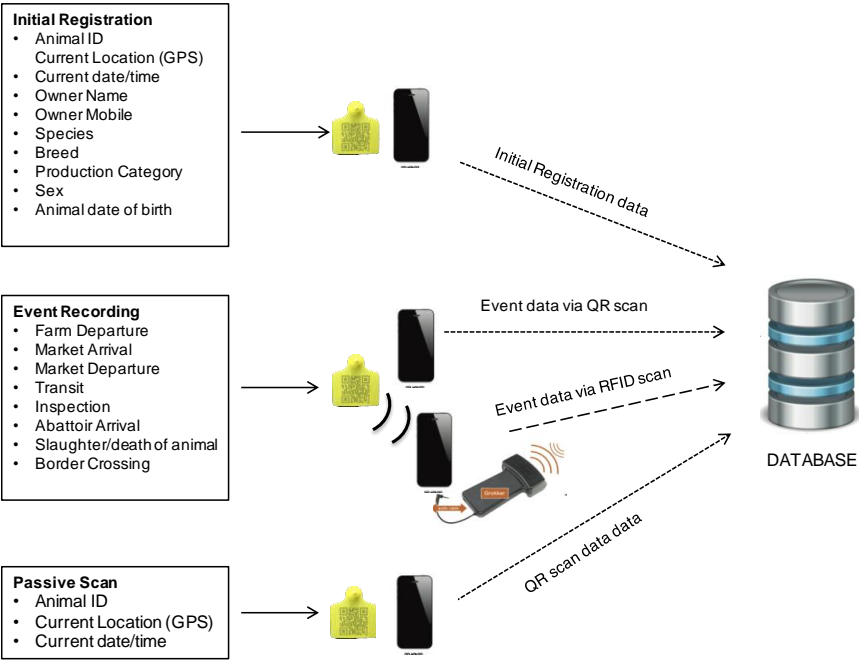 Initial Registration
• Animal ID
Current Location (GPS)
• Current date/time
• Owner Name
• Owner Mobile
• Species
• Breed
• Production Category
• Sex
• Animal date of birth
Initial Registration data
Event Recording
• Farm Departure
• Market Arrival
• Market Departure
• Transit
• Inspection
• Abattoir Arrival
• Slaughter/death of animal
• Border Crossing
Event data via QR scan
Event data via RFID scan
Grokker
DATABASE
Passive Scan
• Animal ID
• Current Location (GPS)
• Current date/time
QR scan data data